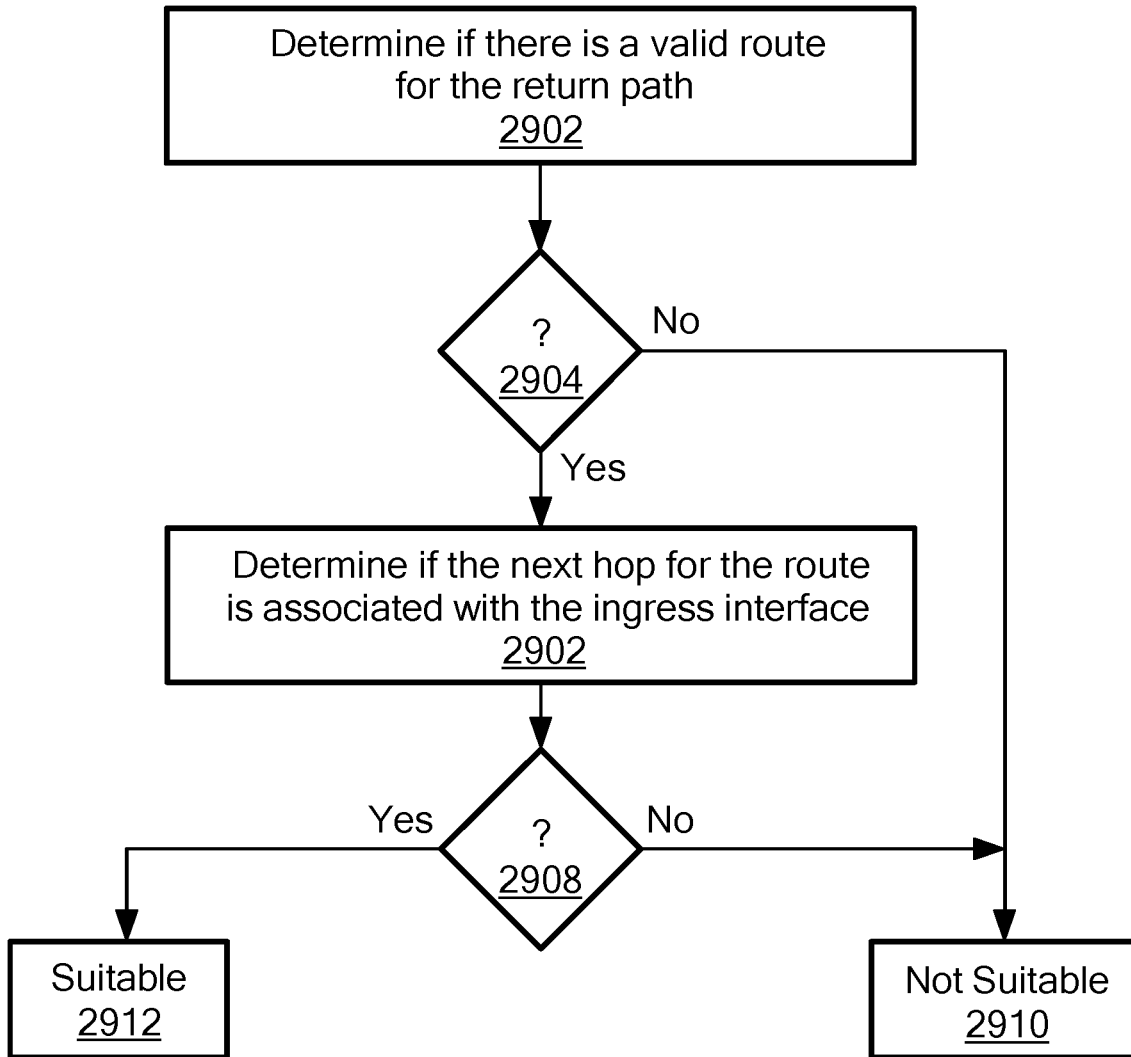 Determine if there is a valid route
for the return path
2902
?
2904
No
Yes
Determine if the next hop for the route
is associated with the ingress interface
2902
Yes
?
2908
No
Suitable
2912
Not Suitable
2910